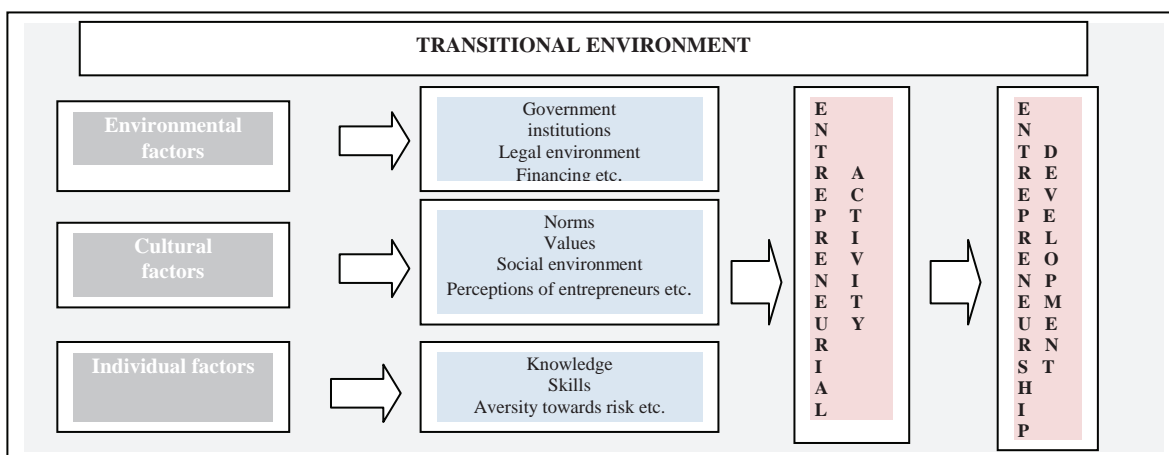 TRANSITIONAL ENVIRONMENT
Environmental
factors
Government
institutions
Legal environment
Financing etc.
Cultural
factors
Norms
Values
Social environment
Perceptions of entrepreneurs etc.
Individual factors
Knowledge
Skills
Aversity towards risk etc.
ENTREPRENEURIAL
ACTIVITY
ENTREPRENEURSHIP
DEVELOPMENT